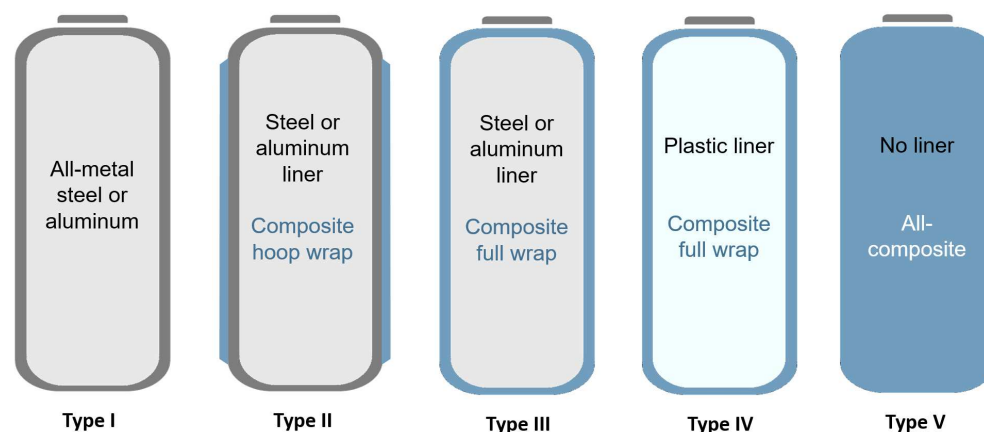 All-metal
steel or
aluminum
Steel or
aluminum
liner
Composite
hoop wrap
Steel or
aluminum
liner
Composite
full wrap
Plastic liner
Composite
full wrap
No liner
All-
composite
Type I
Type II
Type III
Type IV
Type V